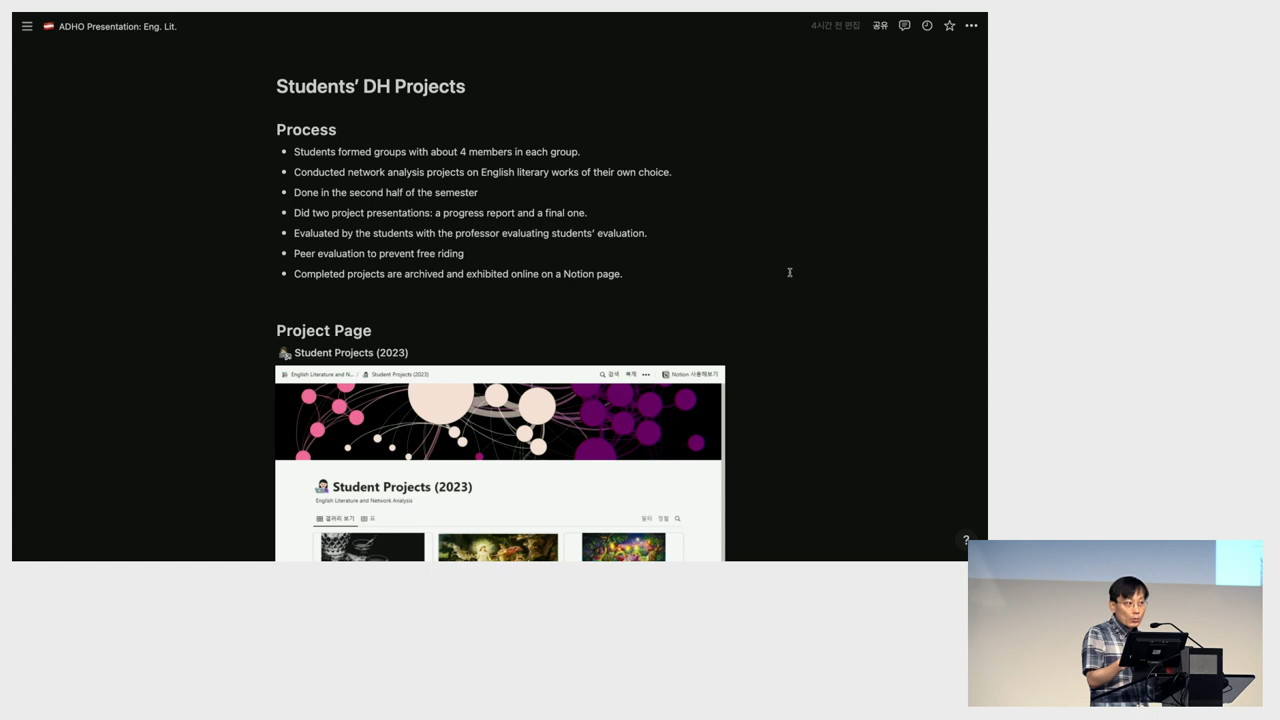 ADHO Presentation: Eng. Lit.
4시간 전 편집
공유
Students' DH Projects
Process
Students formed groups with about 4 members in each group.
Conducted network analysis projects on English literary works of their own choice.
Done in the second half of the semester
Did two project presentations: a progress report and a final one.
Evaluated by the students with the professor evaluating students' evaluation.
Peer evaluation to prevent free riding
Completed projects are archived and exhibited online on a Notion page.
Project Page
Student Projects (2023)
English Literature and N... / Student Projects (2023)
검색 복제 ••• Notion 사용해보기
Student Projects (2023)
English Literature and Network Analysis
갤러리 보기 표
필터 정렬
?